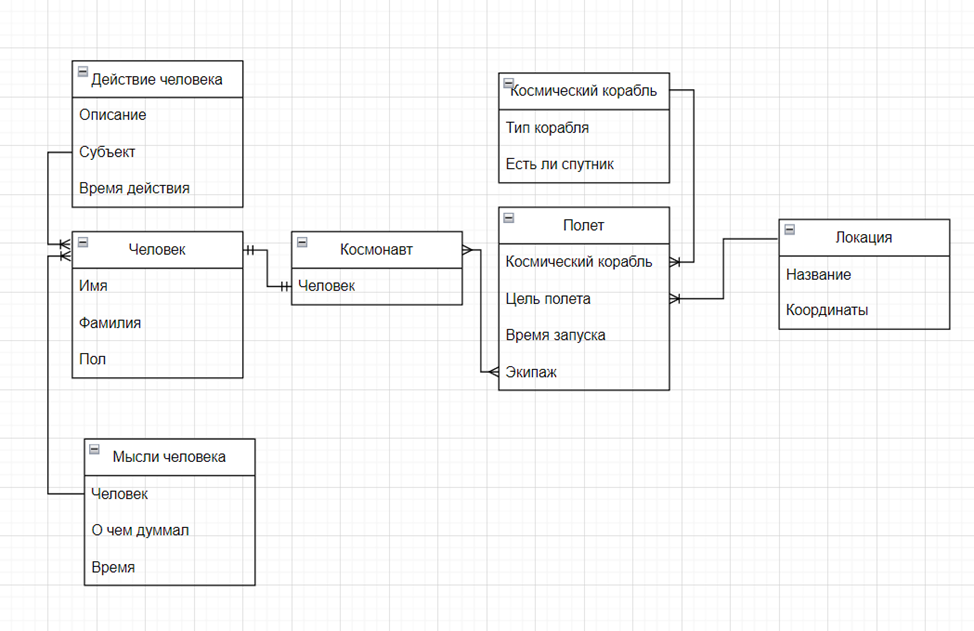 Действие человека
Описание
Субъект
Время действия
Человек
Имя
Фамилия
Пол
Мысли человека
Человек
О чем думмал
Время
Космонавт
Человек
Космический корабль
Тип корабля
Есть ли спутник
Полет
Космический корабль
Цель полета
Время запуска
Экипаж
Локация
Название
Координаты